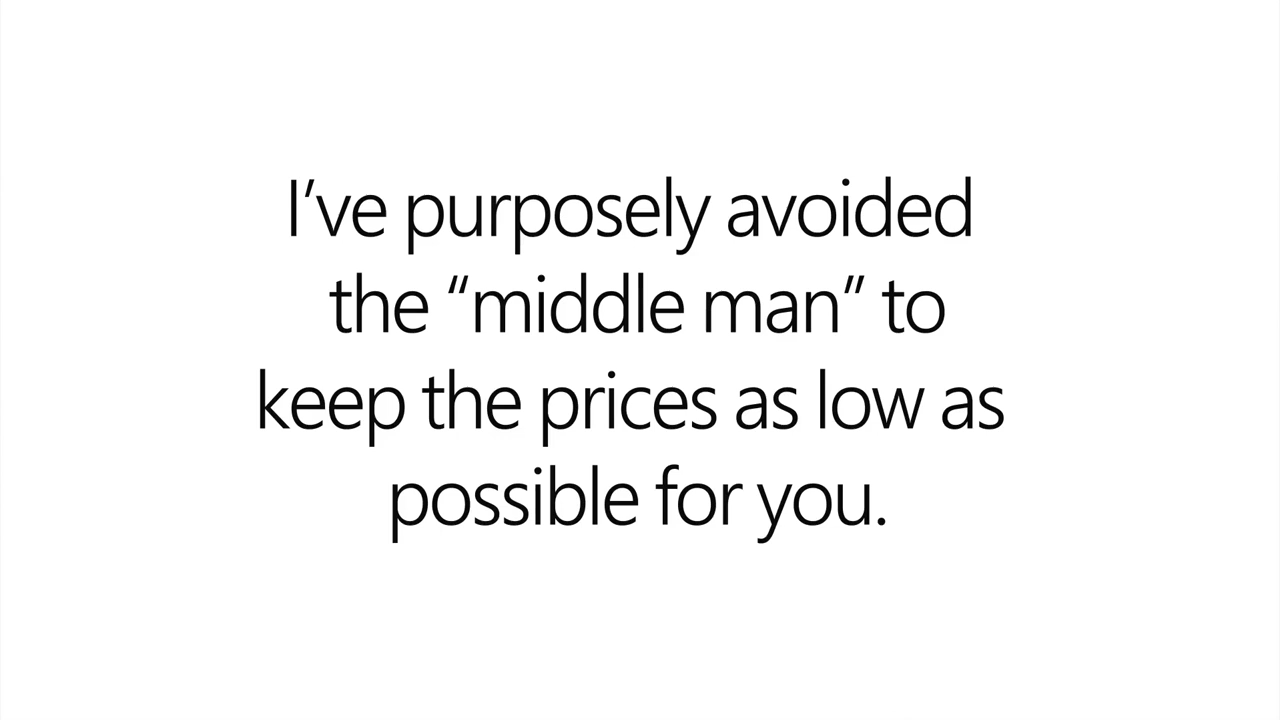 I’ve purposely avoided
the “middle man” to
keep the prices as low as
possible for you.